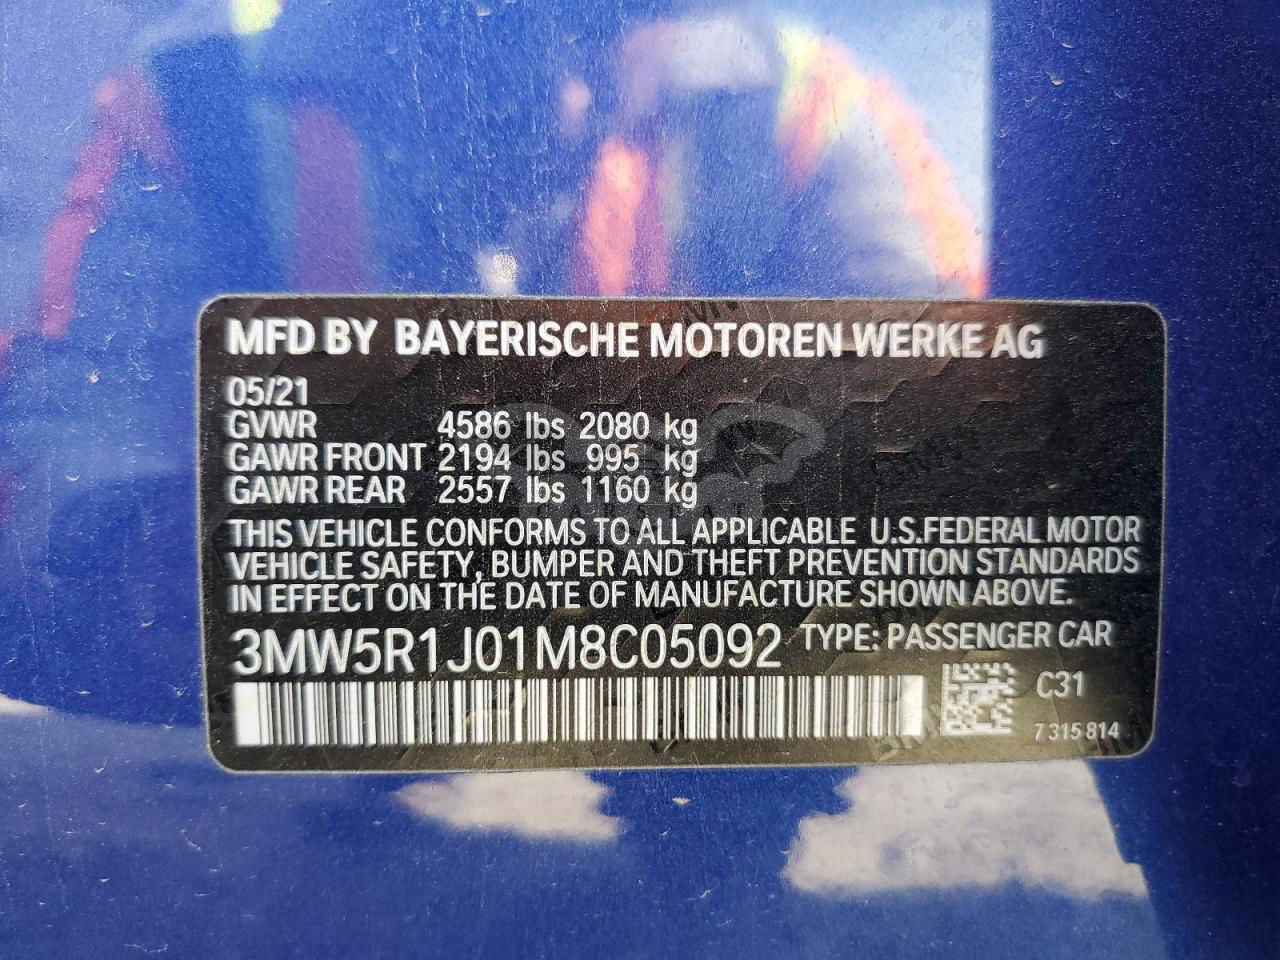 MFD BY BAYERISCHE MOTOREN WERKE AG
05/21
GVWR 4586 lbs 2080 kg
GAWR FRONT 2194 lbs 995 kg
GAWR REAR 2557 lbs 1160 kg
THIS VEHICLE CONFORMS TO ALL APPLICABLE U.S.FEDERAL MOTOR
VEHICLE SAFETY, BUMPER AND THEFT PREVENTION STANDARDS
IN EFFECT ON THE DATE OF MANUFACTURE SHOWN ABOVE.
3MW5R1J01M8C05092 TYPE: PASSENGER CAR
C31
7 315 814